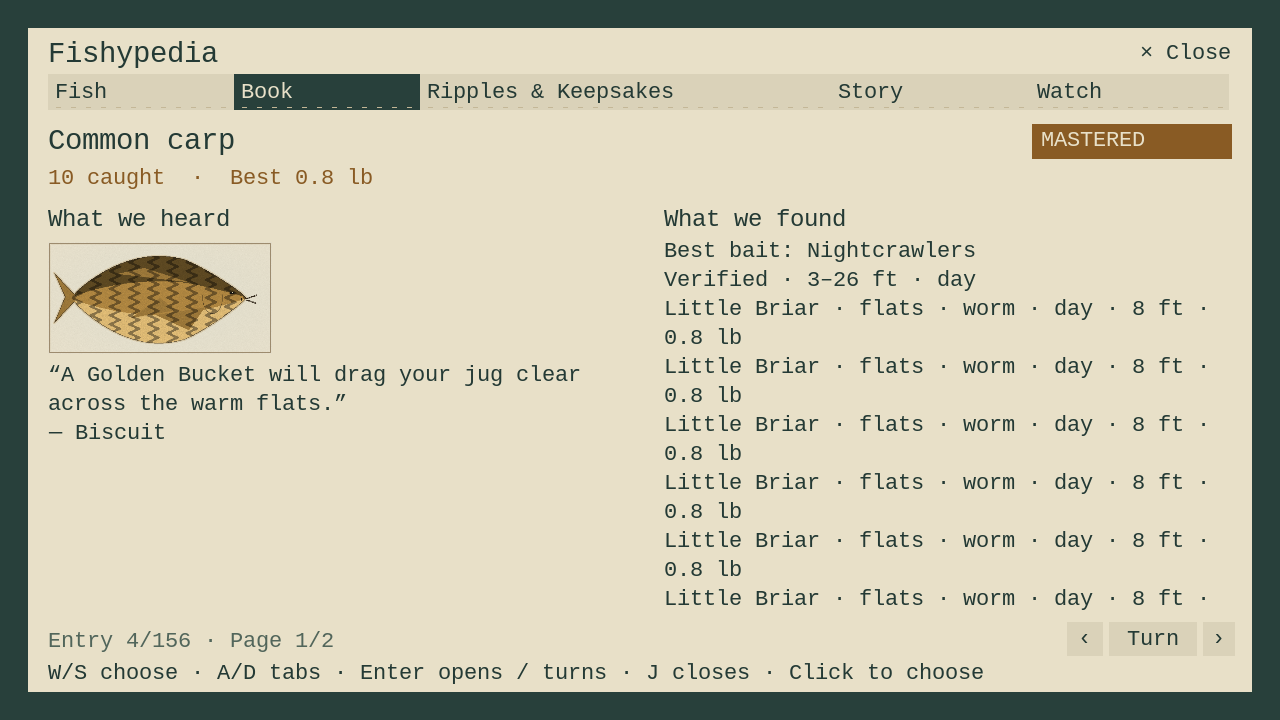 Fishypedia
× Close
Fish
Book
Ripples & Keepsakes
Story
Watch
Common carp
MASTERED
10 caught · Best 0.8 lb
What we heard
“A Golden Bucket will drag your jug clear
across the warm flats.”
— Biscuit
What we found
Best bait: Nightcrawlers
Verified · 3–26 ft · day
Little Briar · flats · worm · day · 8 ft ·
0.8 lb
Little Briar · flats · worm · day · 8 ft ·
0.8 lb
Little Briar · flats · worm · day · 8 ft ·
0.8 lb
Little Briar · flats · worm · day · 8 ft ·
0.8 lb
Little Briar · flats · worm · day · 8 ft ·
0.8 lb
Little Briar · flats · worm · day · 8 ft ·
Entry 4/156 · Page 1/2
‹ Turn ›
W/S choose · A/D tabs · Enter opens / turns · J closes · Click to choose